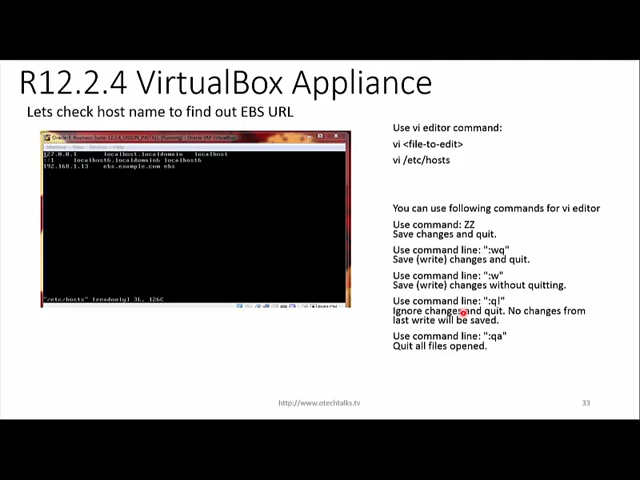 R12.2.4 VirtualBox Appliance
Lets check host name to find out EBS URL
127.0.0.1 localhost.localdomain localhost
::1 localhost6.localdomain6 localhost6
192.168.1.13 ebs.example.com ebs
"/etc/hosts" [readonly] 3L, 126C
Use vi editor command:
vi <file-to-edit>
vi /etc/hosts
You can use following commands for vi editor
Use command: ZZ
Save changes and quit.
Use command line: ":wq"
Save (write) changes and quit.
Use command line: ":w"
Save (write) changes without quitting.
Use command line: ":q!"
Ignore changes and quit. No changes from
last write will be saved.
Use command line: ":qa"
Quit all files opened.
http://www.otechtalks.tv
33